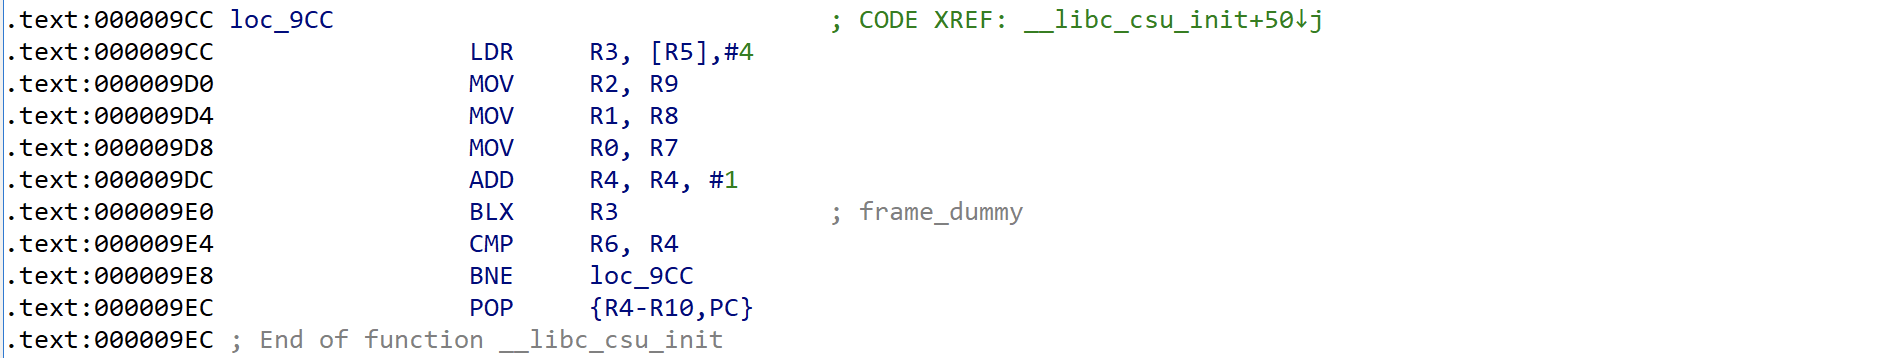 .text:000009CC loc_9CC ; CODE XREF: __libc_csu_init+50↓j
.text:000009CC LDR R3, [R5],#4
.text:000009D0 MOV R2, R9
.text:000009D4 MOV R1, R8
.text:000009D8 MOV R0, R7
.text:000009DC ADD R4, R4, #1
.text:000009E0 BLX R3 ; frame_dummy
.text:000009E4 CMP R6, R4
.text:000009E8 BNE loc_9CC
.text:000009EC POP {R4-R10,PC}
.text:000009EC ; End of function __libc_csu_init